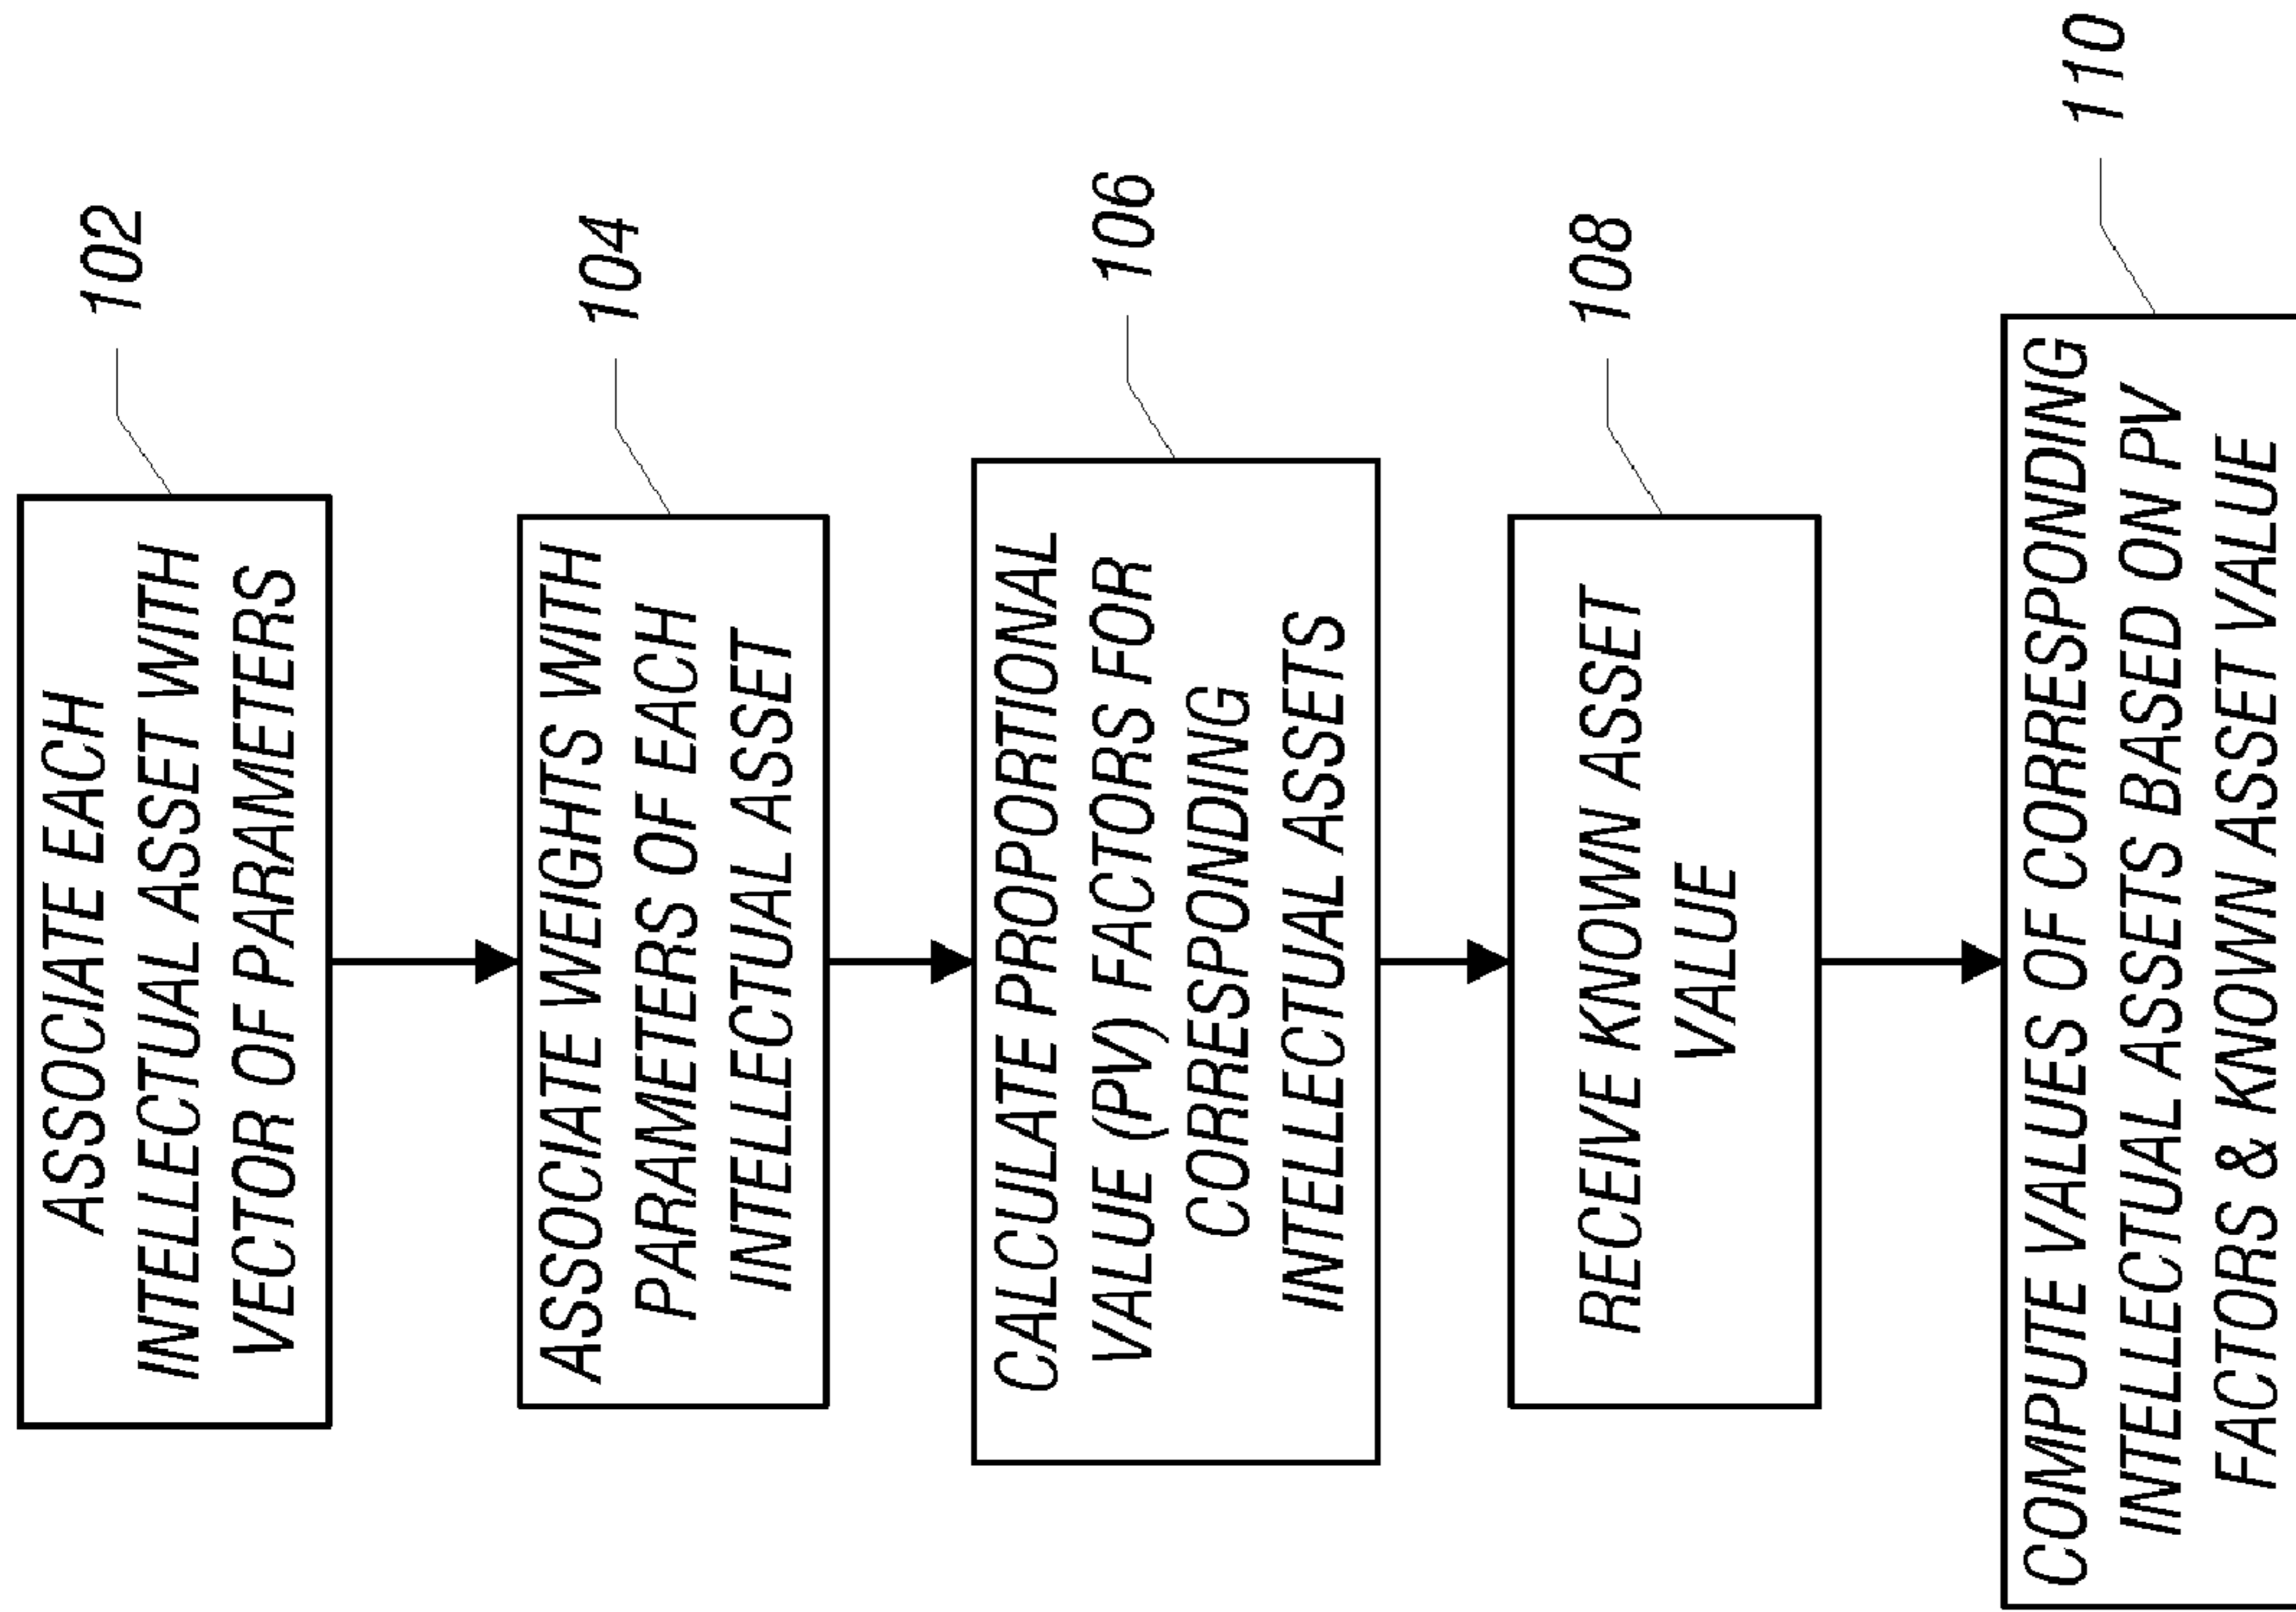 102
ASSOCIATE EACH
INTELLECTUAL ASSET WITH
VECTOR OF PARAMETERS
104
ASSOCIATE WEIGHTS WITH
PARAMETERS OF EACH
INTELLECTUAL ASSET
106
CALCULATE PROPORTIONAL
VALUE (PV) FACTORS FOR
CORRESPONDING
INTELLECTUAL ASSETS
108
RECEIVE KNOWN ASSET
VALUE
110
COMPUTE VALUES OF CORRESPONDING
INTELLECTUAL ASSETS BASED ON PV
FACTORS & KNOWN ASSET VALUE